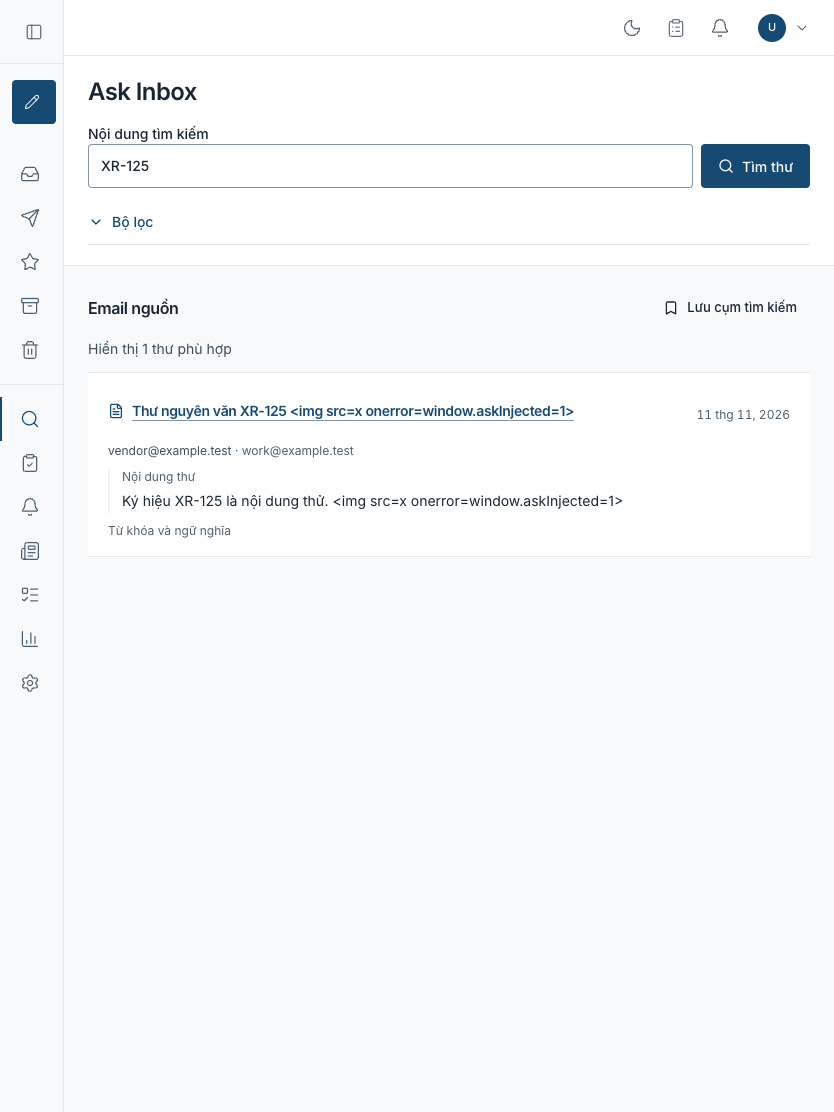 U
Ask Inbox
Nội dung tìm kiếm
XR-125
Tìm thư
Bộ lọc
Email nguồn
Lưu cụm tìm kiếm
Hiển thị 1 thư phù hợp
Thư nguyên văn XR-125 <img src=x onerror=window.askInjected=1>
11 thg 11, 2026
vendor@example.test · work@example.test
Nội dung thư
Ký hiệu XR-125 là nội dung thử. <img src=x onerror=window.askInjected=1>
Từ khóa và ngữ nghĩa